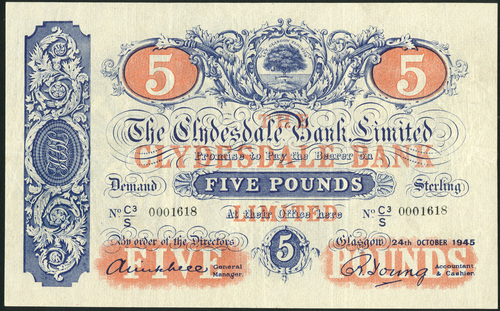 5 5
The Clydesdale Bank Limited
THE
Promise to Pay the Bearer on
CLYDESDALE BANK
Demand FIVE POUNDS Sterling
Nº C3/S 0001618 At their Office here Nº C3/S 0001618
LIMITED
By order of the Directors 5 Glasgow 24th OCTOBER 1945
FIVE POUNDS
General Manager. R. Young Accountant & Cashier.